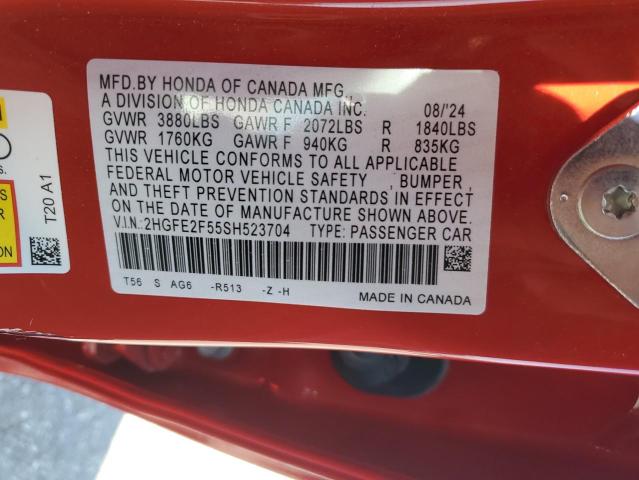 MFD.BY HONDA OF CANADA MFG.
A DIVISION OF HONDA CANADA INC. 08/'24
GVWR 3880LBS GAWR F 2072LBS R 1840LBS
GVWR 1760KG GAWR F 940KG R 835KG
THIS VEHICLE CONFORMS TO ALL APPLICABLE
FEDERAL MOTOR VEHICLE SAFETY , BUMPER ,
AND THEFT PREVENTION STANDARDS IN EFFECT
ON THE DATE OF MANUFACTURE SHOWN ABOVE.
V.I.N.:2HGFE2F55SH523704 TYPE: PASSENGER CAR
T56 S AG6 -R513 -Z -H
MADE IN CANADA
T20 A1